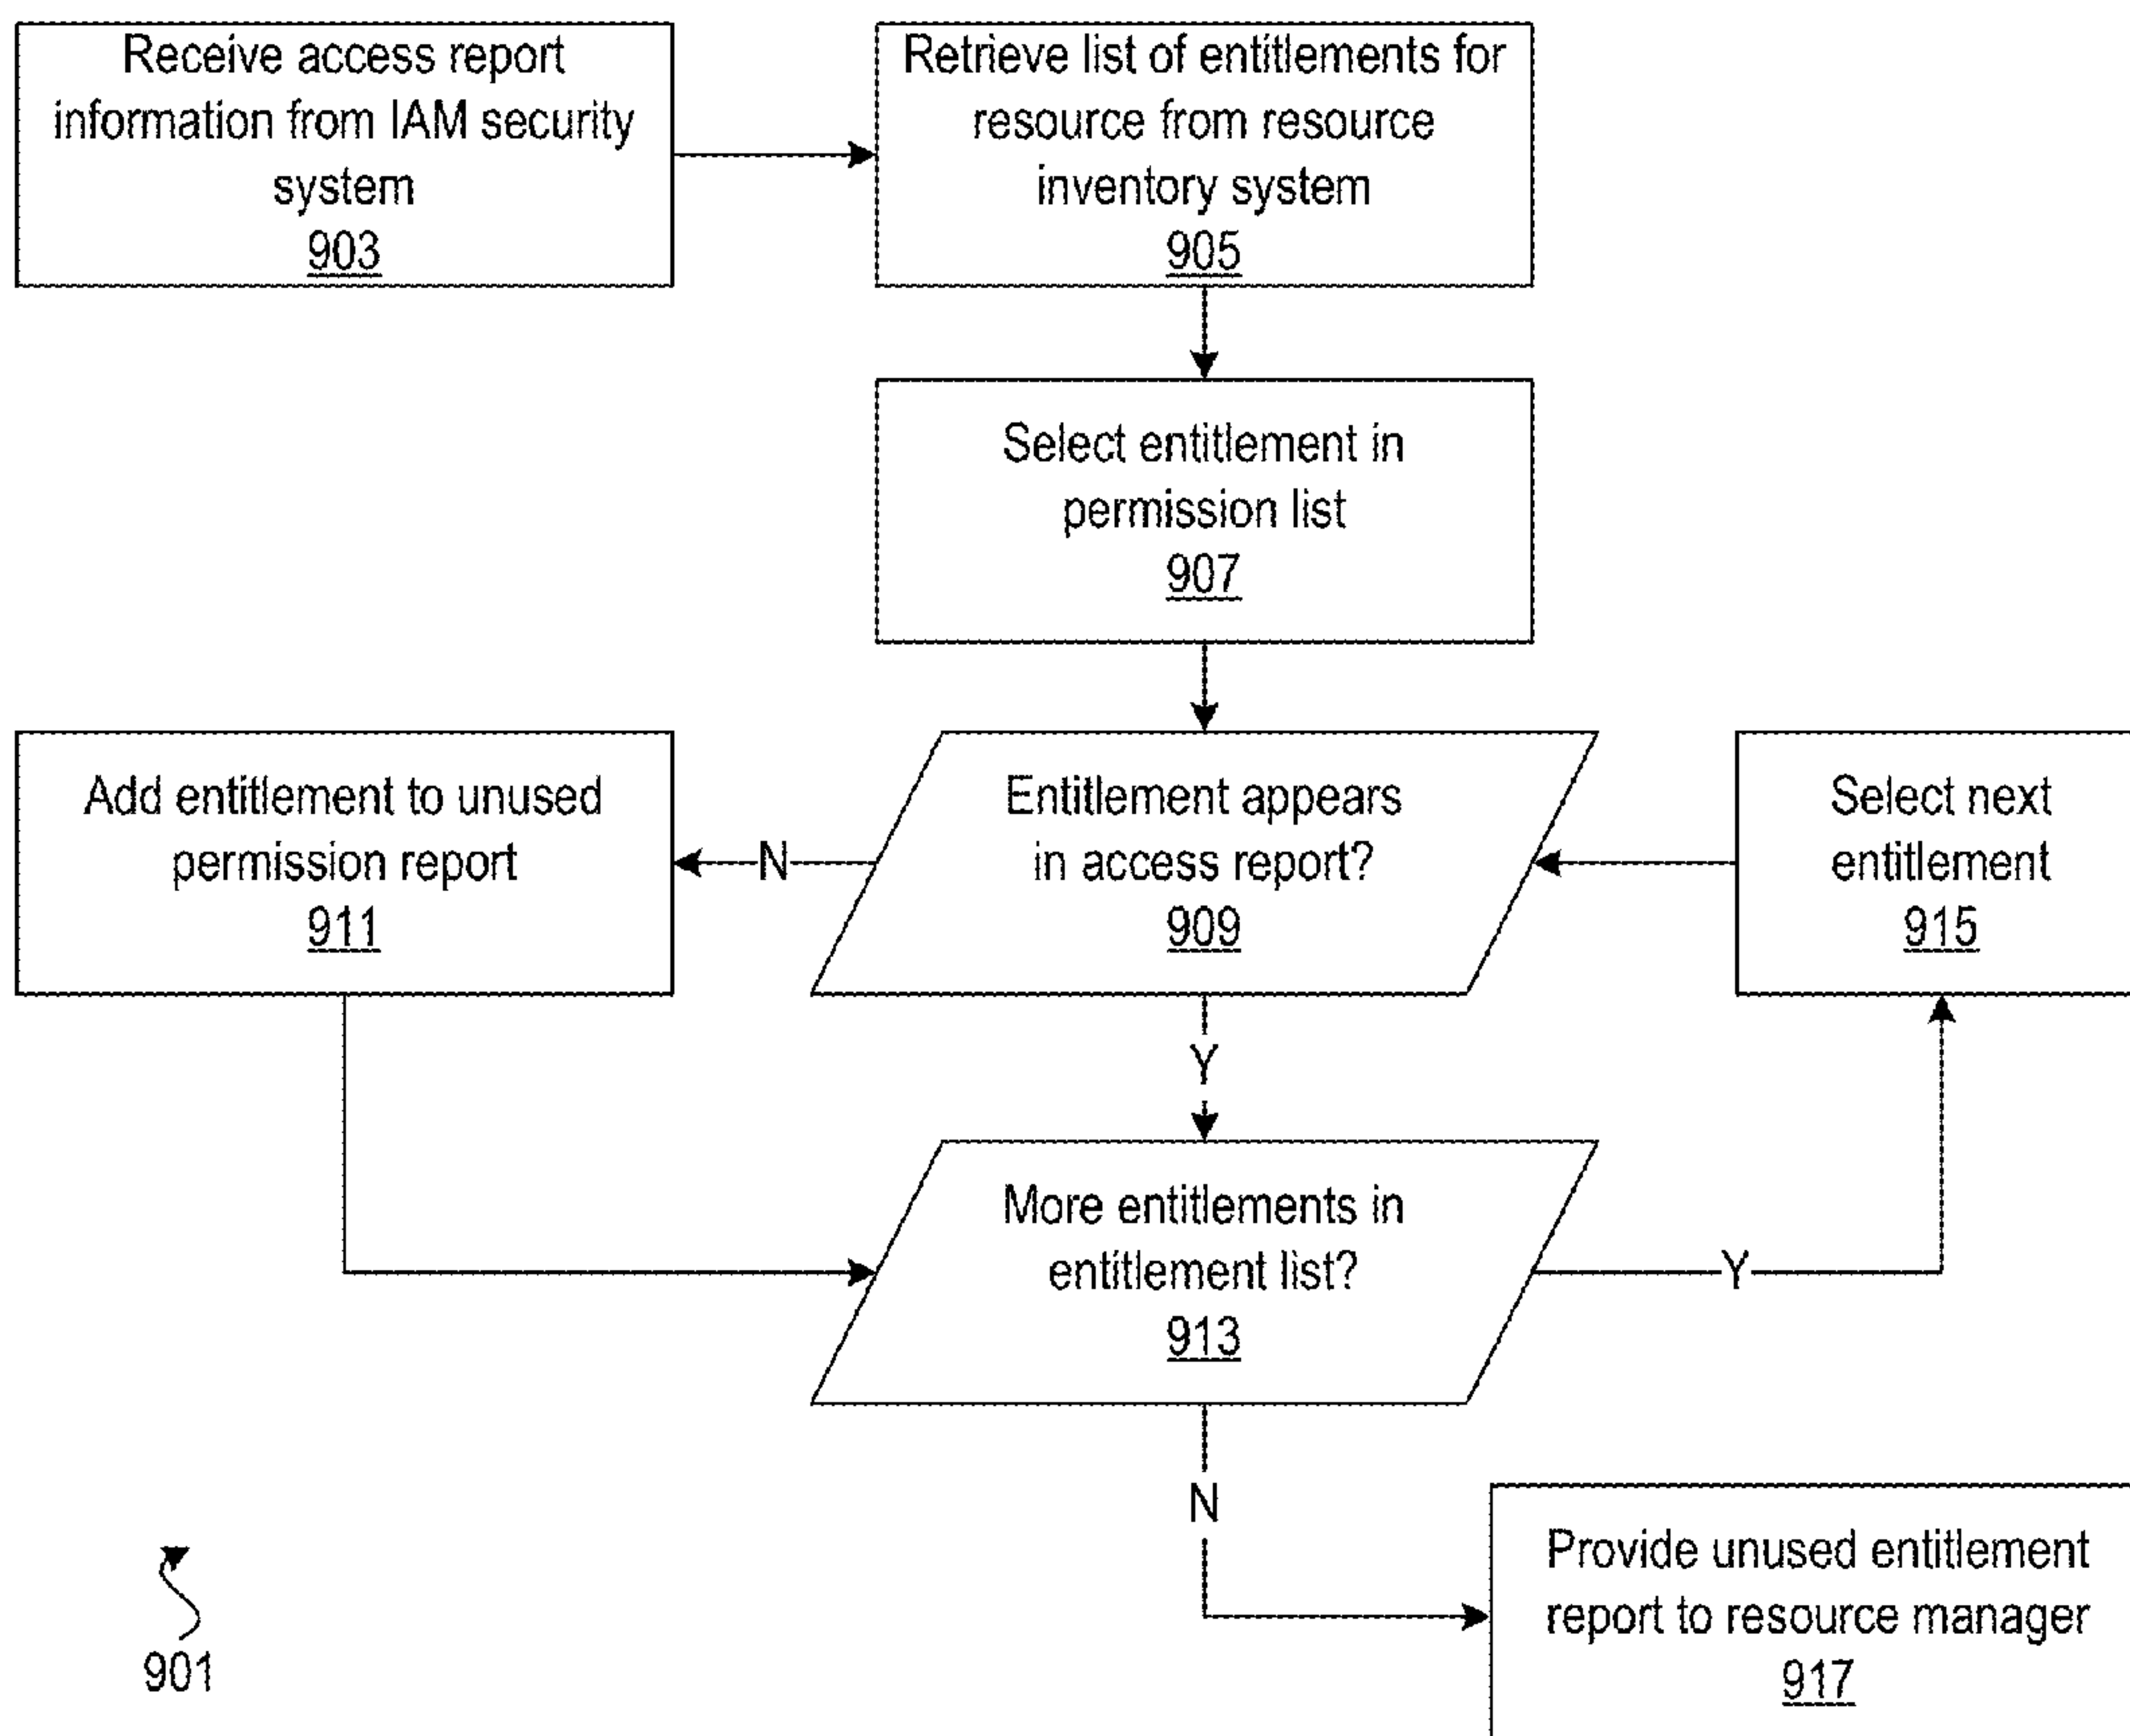 Receive access report
information from IAM security
system
903
Retrieve list of entitlements for
resource from resource
inventory system
905
Select entitlement in
permission list
907
Add entitlement to unused
permission report
911
N
Entitlement appears
in access report?
909
Select next
entitlement
915
Y
More entitlements in
entitlement list?
913
Y
N
Provide unused entitlement
report to resource manager
917
901